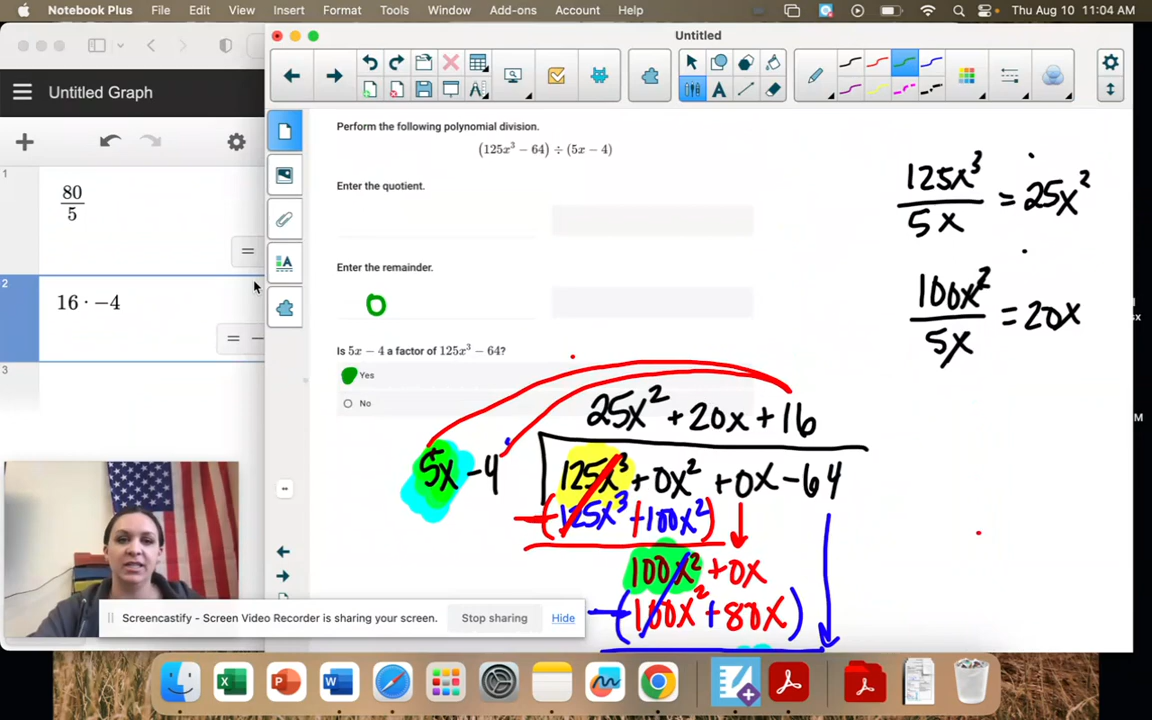 Notebook Plus File Edit View Insert Format Tools Window Add-ons Account Help Thu Aug 10 11:04 AM
Untitled
Untitled Graph
1
80
5
=
2
16 · −4
= −
3
Perform the following polynomial division.
(125x³ − 64) ÷ (5x − 4)
Enter the quotient.
Enter the remainder.
0
Is 5x − 4 a factor of 125x³ − 64?
Yes
No
125x³
5x
= 25x²
100x²
5x
= 20x
25x² + 20x + 16
5x − 4
125x³ + 0x² + 0x − 64
−(125x³ + 100x²)
100x² + 0x
−(100x² + 80x)
Screencastify - Screen Video Recorder is sharing your screen.
Stop sharing
Hide
sx
M